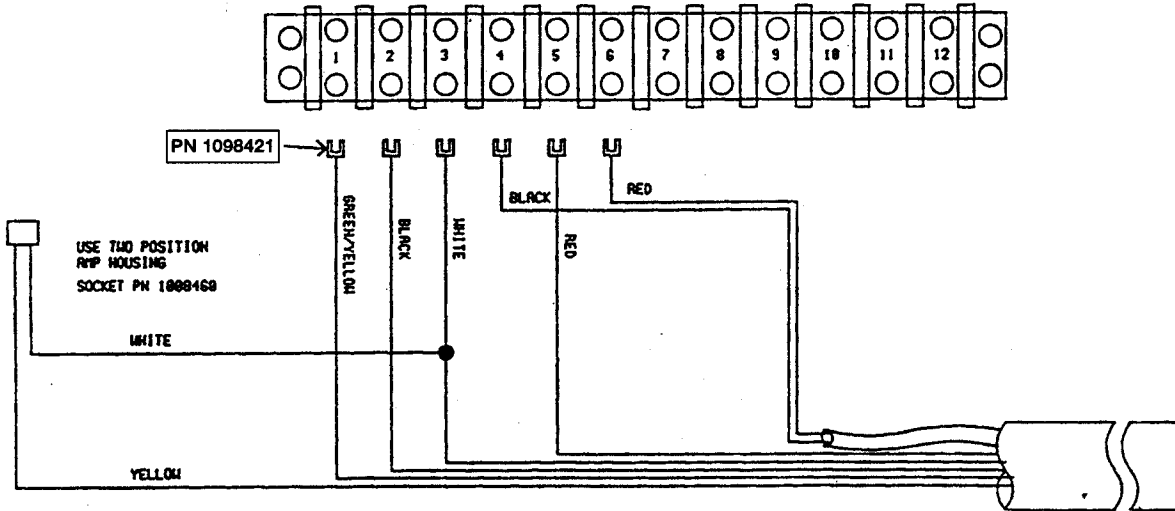 1 2 3 4 5 6 7 8 9 10 11 12
PN 1098421
BLACK
RED
GREEN/YELLOW
BLACK
WHITE
RED
USE TWO POSITION
AMP HOUSING
SOCKET PN 1008460
WHITE
YELLOW